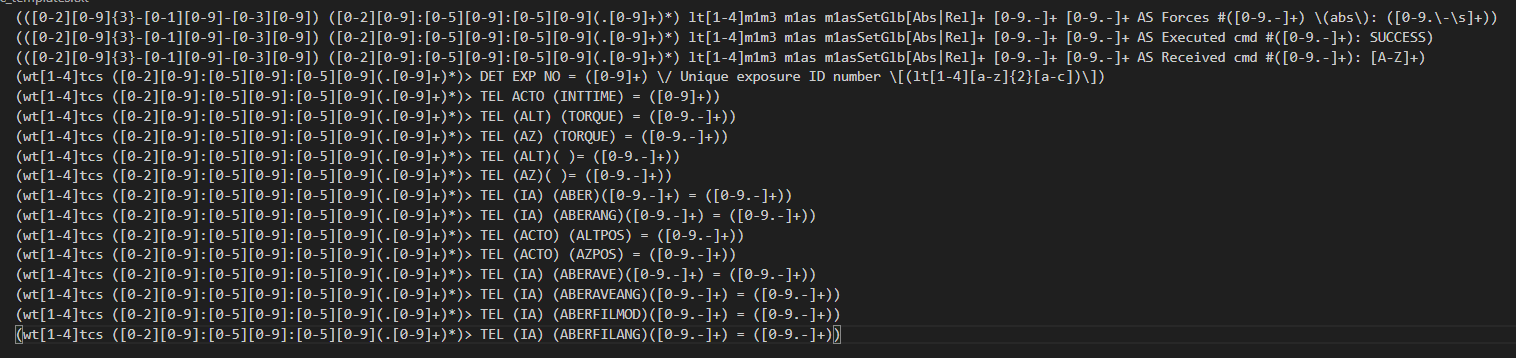 (([0-2][0-9]{3}-[0-1][0-9]-[0-3][0-9]) ([0-2][0-9]:[0-5][0-9]:[0-5][0-9](.[0-9]+)*) lt[1-4]m1m3 m1as m1asSetGlb[Abs|Rel]+ [0-9.-]+ [0-9.-]+ AS Forces #([0-9.-]+) \(abs\): ([0-9.\-\s]+))
(([0-2][0-9]{3}-[0-1][0-9]-[0-3][0-9]) ([0-2][0-9]:[0-5][0-9]:[0-5][0-9](.[0-9]+)*) lt[1-4]m1m3 m1as m1asSetGlb[Abs|Rel]+ [0-9.-]+ [0-9.-]+ AS Executed cmd #([0-9.-]+): SUCCESS)
(([0-2][0-9]{3}-[0-1][0-9]-[0-3][0-9]) ([0-2][0-9]:[0-5][0-9]:[0-5][0-9](.[0-9]+)*) lt[1-4]m1m3 m1as m1asSetGlb[Abs|Rel]+ [0-9.-]+ [0-9.-]+ AS Received cmd #([0-9.-]+): [A-Z]+)
(wt[1-4]tcs ([0-2][0-9]:[0-5][0-9]:[0-5][0-9](.[0-9]+)*)> DET EXP NO = ([0-9]+) \/ Unique exposure ID number \[(lt[1-4][a-z]{2}[a-c])\])
(wt[1-4]tcs ([0-2][0-9]:[0-5][0-9]:[0-5][0-9](.[0-9]+)*)> TEL ACTO (INTTIME) = ([0-9]+))
(wt[1-4]tcs ([0-2][0-9]:[0-5][0-9]:[0-5][0-9](.[0-9]+)*)> TEL (ALT) (TORQUE) = ([0-9.-]+))
(wt[1-4]tcs ([0-2][0-9]:[0-5][0-9]:[0-5][0-9](.[0-9]+)*)> TEL (AZ) (TORQUE) = ([0-9.-]+))
(wt[1-4]tcs ([0-2][0-9]:[0-5][0-9]:[0-5][0-9](.[0-9]+)*)> TEL (ALT)( )= ([0-9.-]+))
(wt[1-4]tcs ([0-2][0-9]:[0-5][0-9]:[0-5][0-9](.[0-9]+)*)> TEL (AZ)( )= ([0-9.-]+))
(wt[1-4]tcs ([0-2][0-9]:[0-5][0-9]:[0-5][0-9](.[0-9]+)*)> TEL (IA) (ABER)([0-9.-]+) = ([0-9.-]+))
(wt[1-4]tcs ([0-2][0-9]:[0-5][0-9]:[0-5][0-9](.[0-9]+)*)> TEL (IA) (ABERANG)([0-9.-]+) = ([0-9.-]+))
(wt[1-4]tcs ([0-2][0-9]:[0-5][0-9]:[0-5][0-9](.[0-9]+)*)> TEL (ACTO) (ALTPOS) = ([0-9.-]+))
(wt[1-4]tcs ([0-2][0-9]:[0-5][0-9]:[0-5][0-9](.[0-9]+)*)> TEL (ACTO) (AZPOS) = ([0-9.-]+))
(wt[1-4]tcs ([0-2][0-9]:[0-5][0-9]:[0-5][0-9](.[0-9]+)*)> TEL (IA) (ABERAVE)([0-9.-]+) = ([0-9.-]+))
(wt[1-4]tcs ([0-2][0-9]:[0-5][0-9]:[0-5][0-9](.[0-9]+)*)> TEL (IA) (ABERAVEANG)([0-9.-]+) = ([0-9.-]+))
(wt[1-4]tcs ([0-2][0-9]:[0-5][0-9]:[0-5][0-9](.[0-9]+)*)> TEL (IA) (ABERFILMOD)([0-9.-]+) = ([0-9.-]+))
(wt[1-4]tcs ([0-2][0-9]:[0-5][0-9]:[0-5][0-9](.[0-9]+)*)> TEL (IA) (ABERFILANG)([0-9.-]+) = ([0-9.-]+))